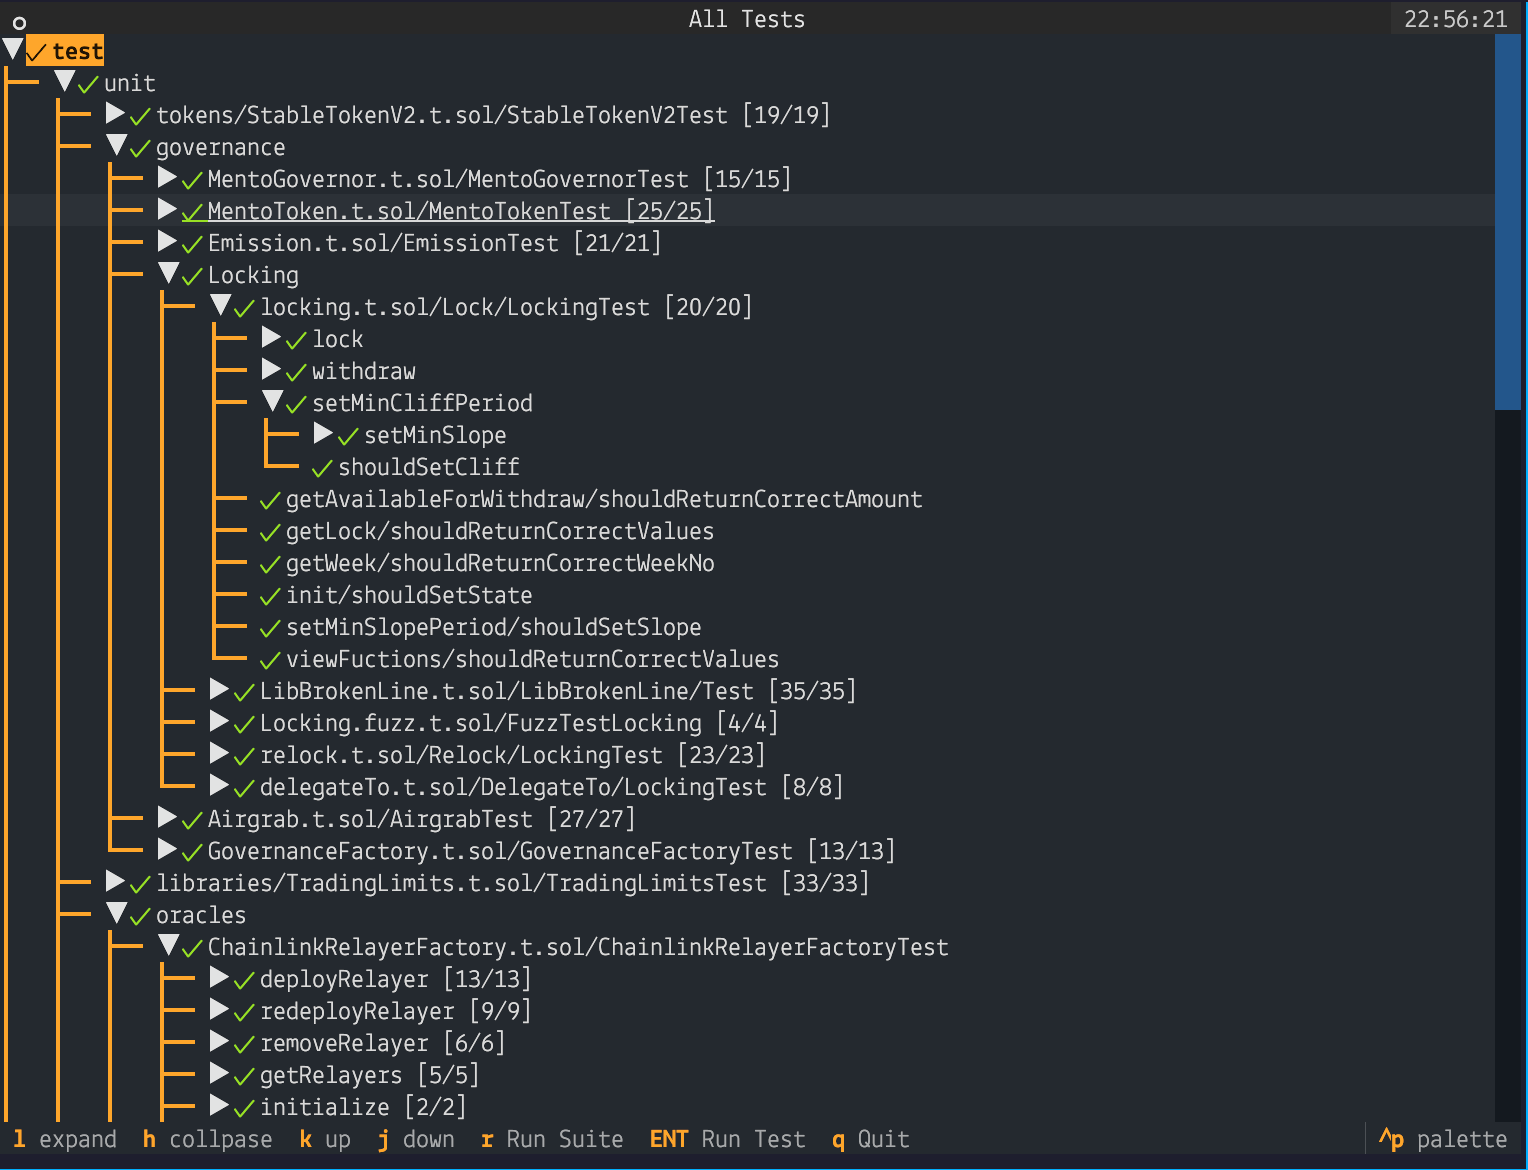 All Tests 22:56:21
▼ ✓ test
▼ ✓ unit
▶ ✓ tokens/StableTokenV2.t.sol/StableTokenV2Test [19/19]
▼ ✓ governance
▶ ✓ MentoGovernor.t.sol/MentoGovernorTest [15/15]
▶ ✓ MentoToken.t.sol/MentoTokenTest [25/25]
▶ ✓ Emission.t.sol/EmissionTest [21/21]
▼ ✓ Locking
▼ ✓ locking.t.sol/Lock/LockingTest [20/20]
▶ ✓ lock
▶ ✓ withdraw
▼ ✓ setMinCliffPeriod
▶ ✓ setMinSlope
✓ shouldSetCliff
✓ getAvailableForWithdraw/shouldReturnCorrectAmount
✓ getLock/shouldReturnCorrectValues
✓ getWeek/shouldReturnCorrectWeekNo
✓ init/shouldSetState
✓ setMinSlopePeriod/shouldSetSlope
✓ viewFuctions/shouldReturnCorrectValues
▶ ✓ LibBrokenLine.t.sol/LibBrokenLine/Test [35/35]
▶ ✓ Locking.fuzz.t.sol/FuzzTestLocking [4/4]
▶ ✓ relock.t.sol/Relock/LockingTest [23/23]
▶ ✓ delegateTo.t.sol/DelegateTo/LockingTest [8/8]
▶ ✓ Airgrab.t.sol/AirgrabTest [27/27]
▶ ✓ GovernanceFactory.t.sol/GovernanceFactoryTest [13/13]
▶ ✓ libraries/TradingLimits.t.sol/TradingLimitsTest [33/33]
▼ ✓ oracles
▼ ✓ ChainlinkRelayerFactory.t.sol/ChainlinkRelayerFactoryTest
▶ ✓ deployRelayer [13/13]
▶ ✓ redeployRelayer [9/9]
▶ ✓ removeRelayer [6/6]
▶ ✓ getRelayers [5/5]
▶ ✓ initialize [2/2]
l expand h collpase k up j down r Run Suite ENT Run Test q Quit ^p palette